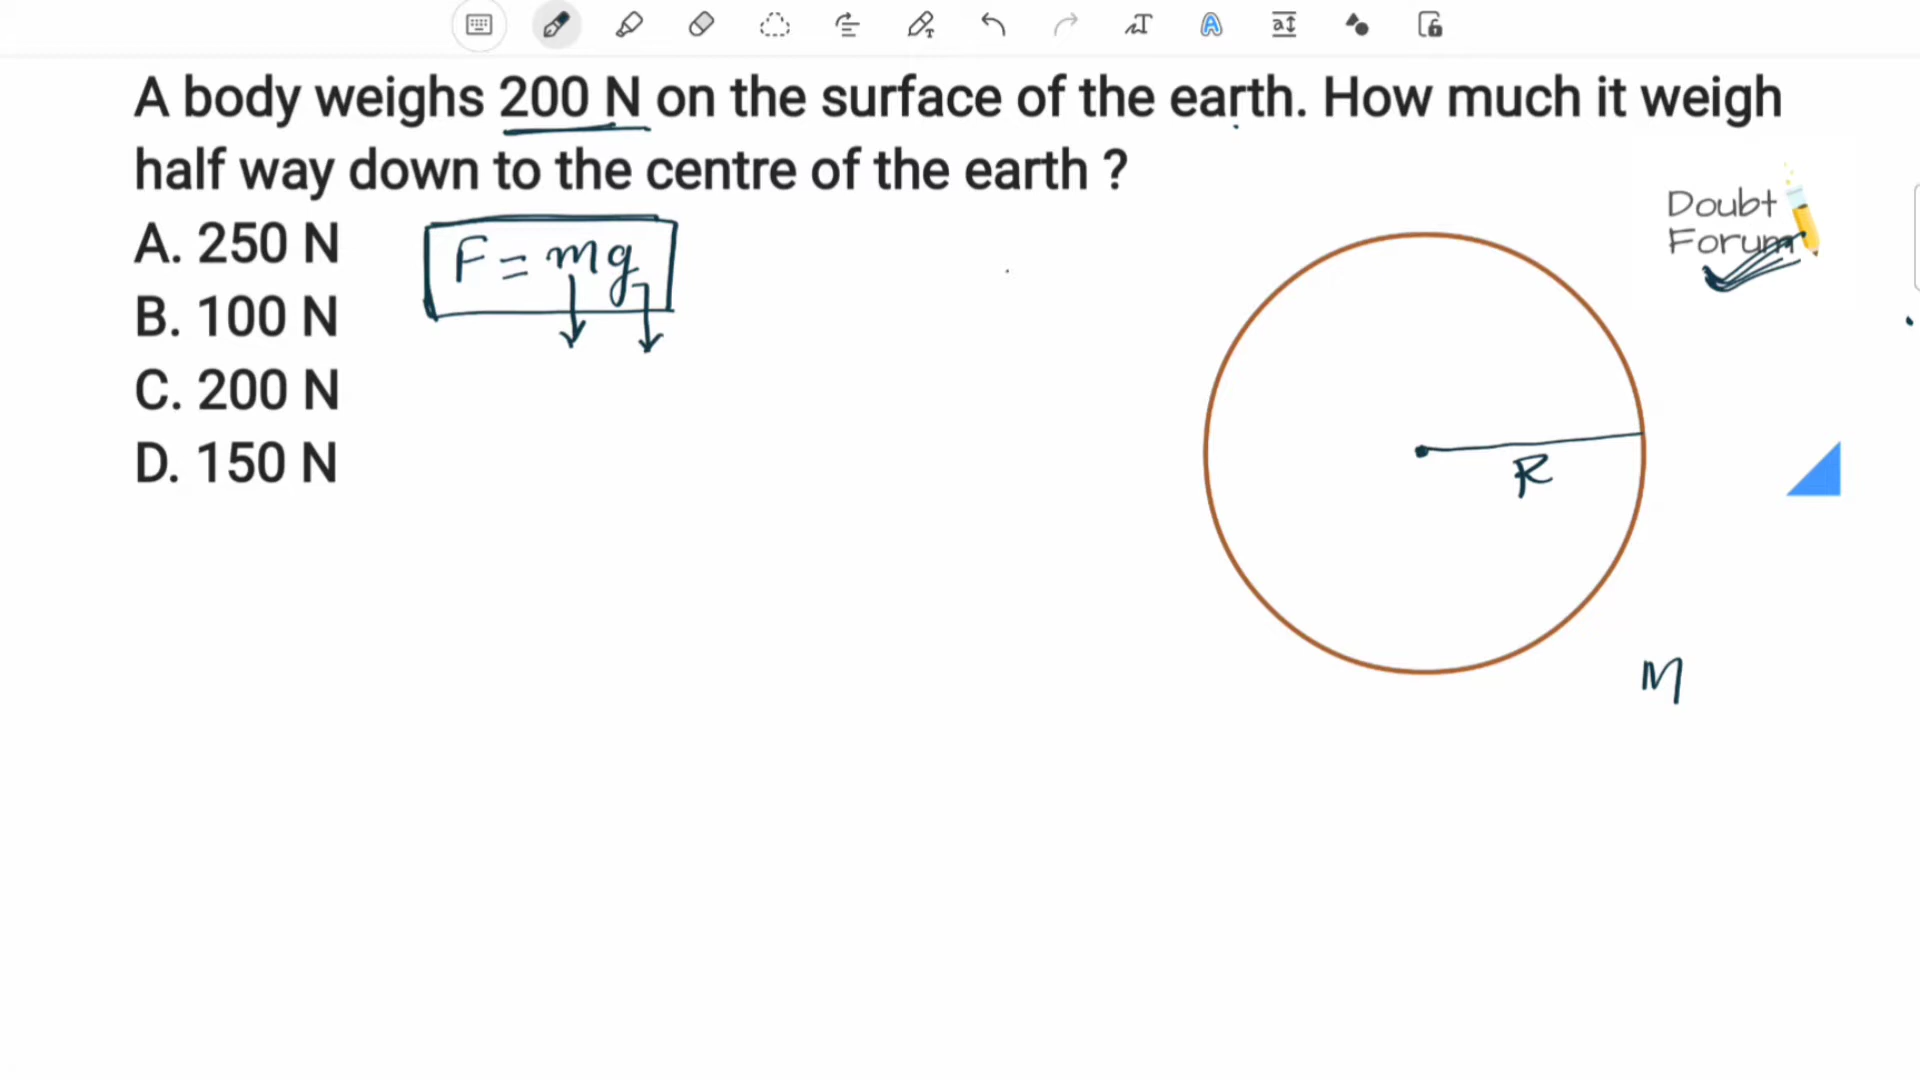 A body weighs 200 N on the surface of the earth. How much it weigh
half way down to the centre of the earth ?
Doubt
Forum
A. 250 N
F = mg
B. 100 N
C. 200 N
D. 150 N
R
M